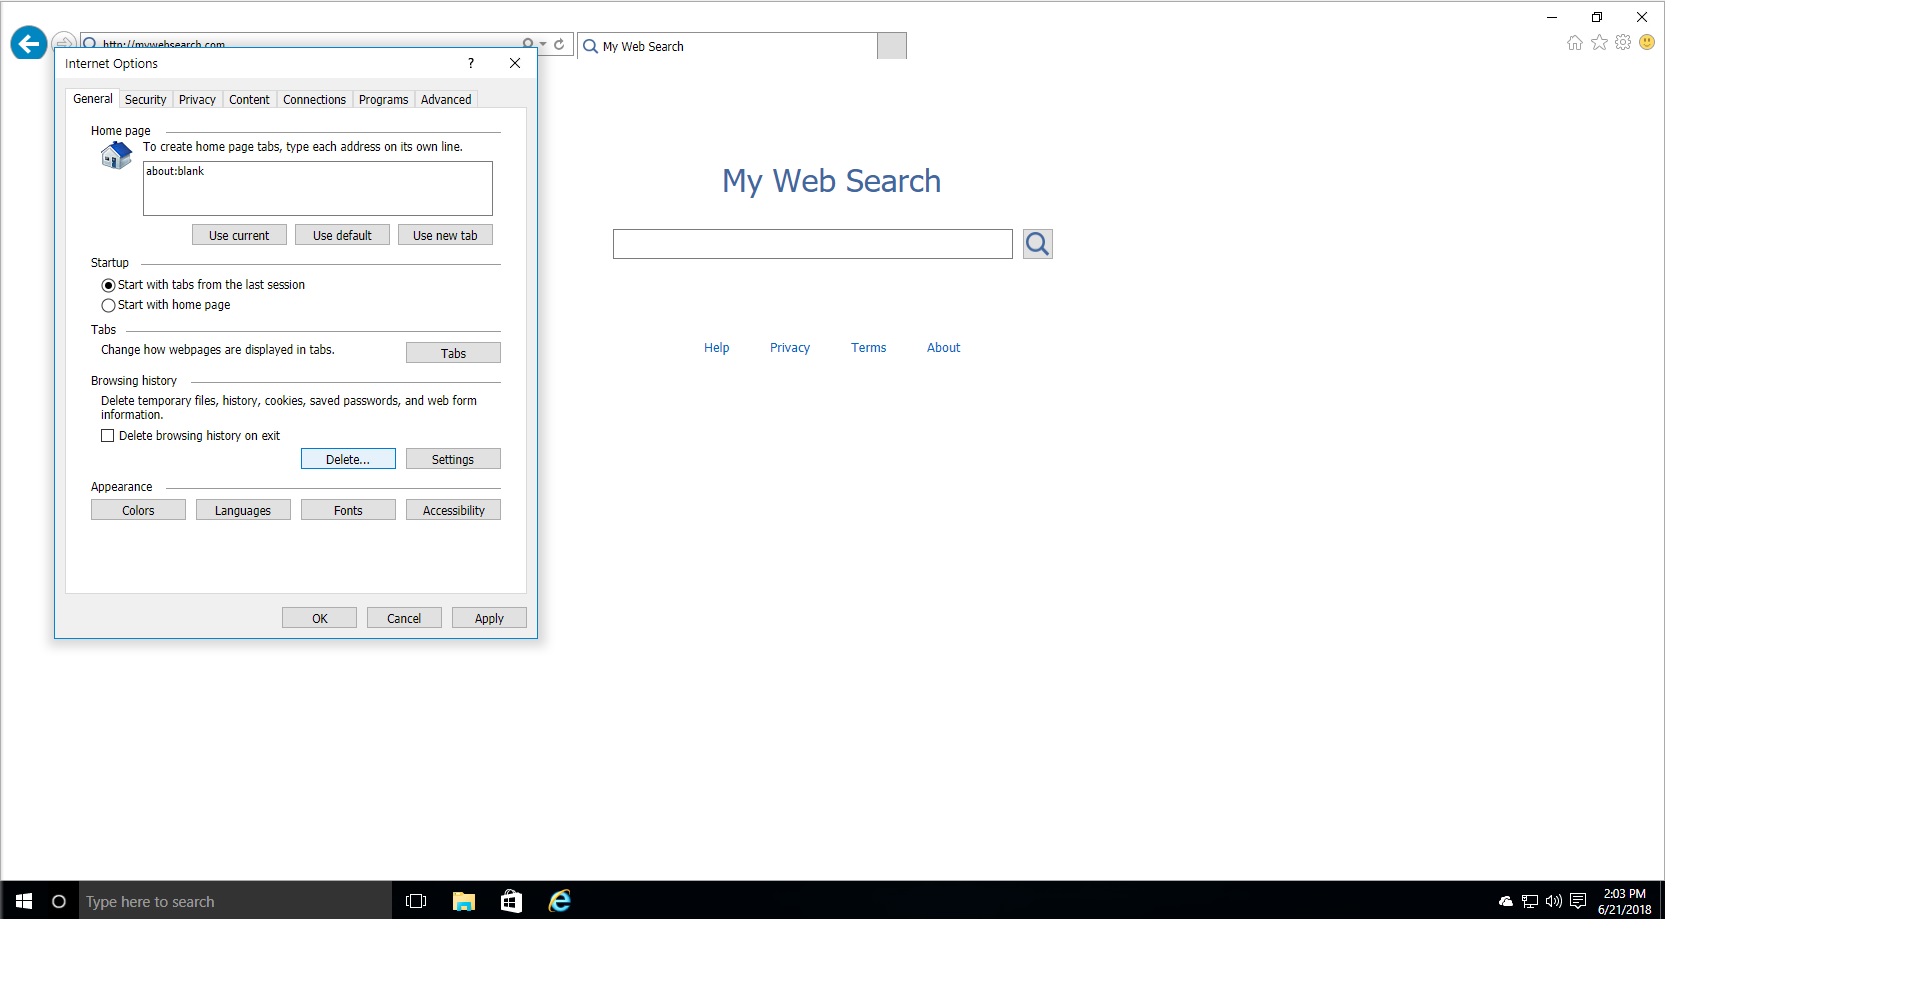 http://mywebsearch.com
My Web Search
Internet Options
?
General Security Privacy Content Connections Programs Advanced
Home page
To create home page tabs, type each address on its own line.
about:blank
Use current Use default Use new tab
Startup
Start with tabs from the last session
Start with home page
Tabs
Change how webpages are displayed in tabs.
Tabs
Browsing history
Delete temporary files, history, cookies, saved passwords, and web form
information.
Delete browsing history on exit
Delete... Settings
Appearance
Colors Languages Fonts Accessibility
OK Cancel Apply
My Web Search
Help Privacy Terms About
Type here to search
2:03 PM
6/21/2018